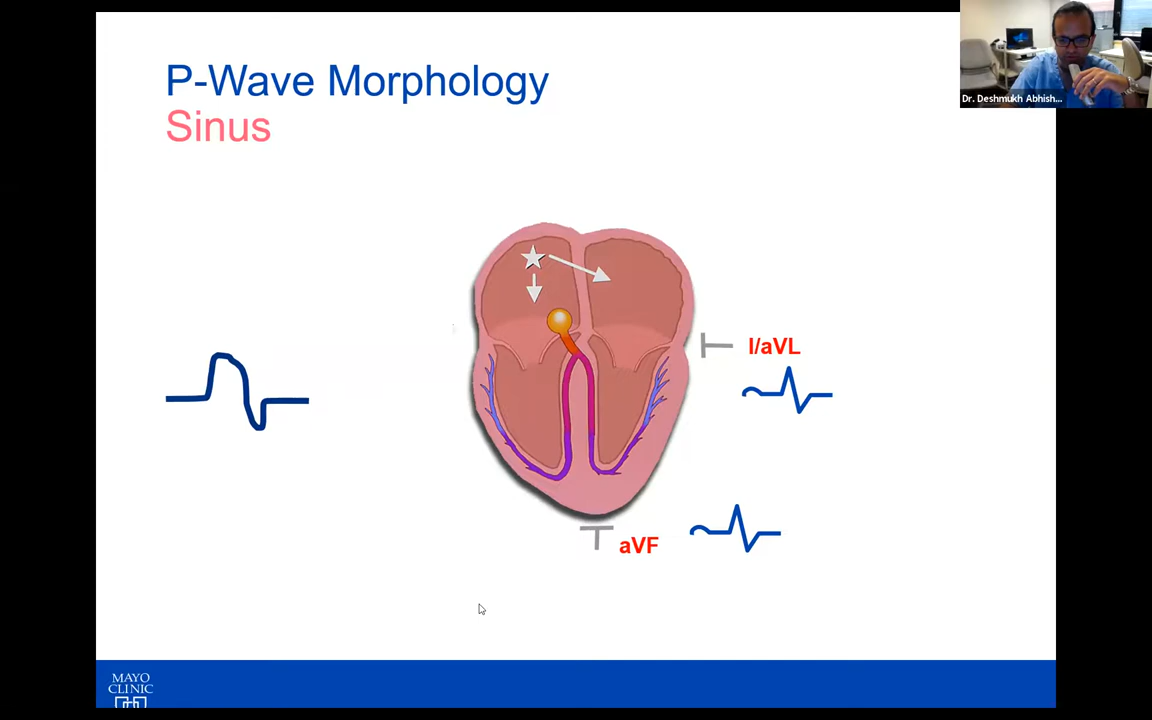 P-Wave Morphology
Sinus
Dr. Deshmukh Abhish...
I/aVL
aVF
MAYO
CLINIC